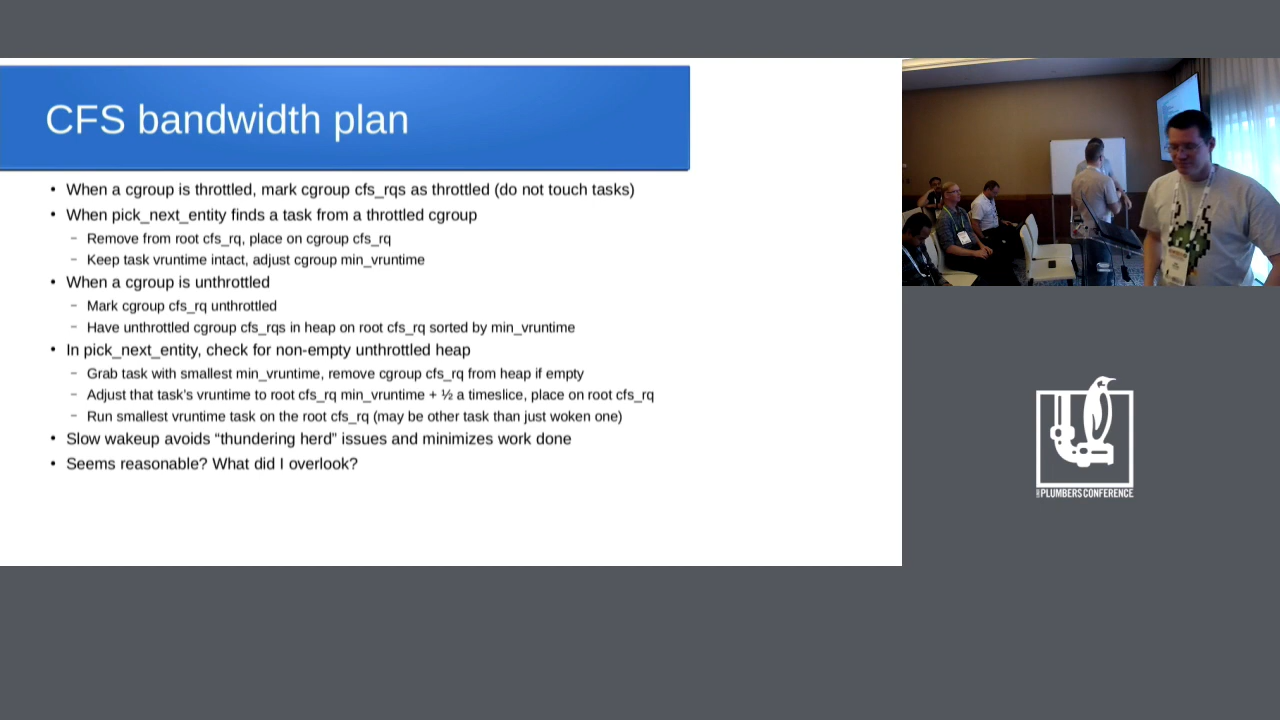 CFS bandwidth plan
• When a cgroup is throttled, mark cgroup cfs_rqs as throttled (do not touch tasks)
• When pick_next_entity finds a task from a throttled cgroup
– Remove from root cfs_rq, place on cgroup cfs_rq
– Keep task vruntime intact, adjust cgroup min_vruntime
• When a cgroup is unthrottled
– Mark cgroup cfs_rq unthrottled
– Have unthrottled cgroup cfs_rqs in heap on root cfs_rq sorted by min_vruntime
• In pick_next_entity, check for non-empty unthrottled heap
– Grab task with smallest min_vruntime, remove cgroup cfs_rq from heap if empty
– Adjust that task’s vruntime to root cfs_rq min_vruntime + ½ a timeslice, place on root cfs_rq
– Run smallest vruntime task on the root cfs_rq (may be other task than just woken one)
• Slow wakeup avoids “thundering herd” issues and minimizes work done
• Seems reasonable? What did I overlook?
PLUMBERS CONFERENCE